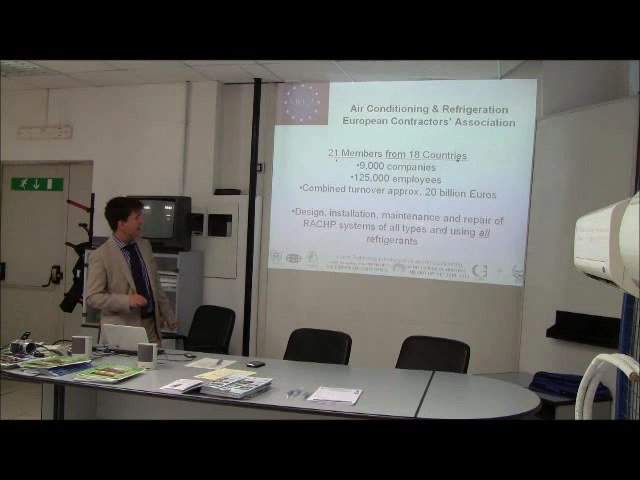 Air Conditioning & Refrigeration
European Contractors' Association
21 Members from 18 Countries
•9,000 companies
•125,000 employees
•Combined turnover approx. 20 billion Euros
•Design, installation, maintenance and repair of
RACHP systems of all types and using all
refrigerants